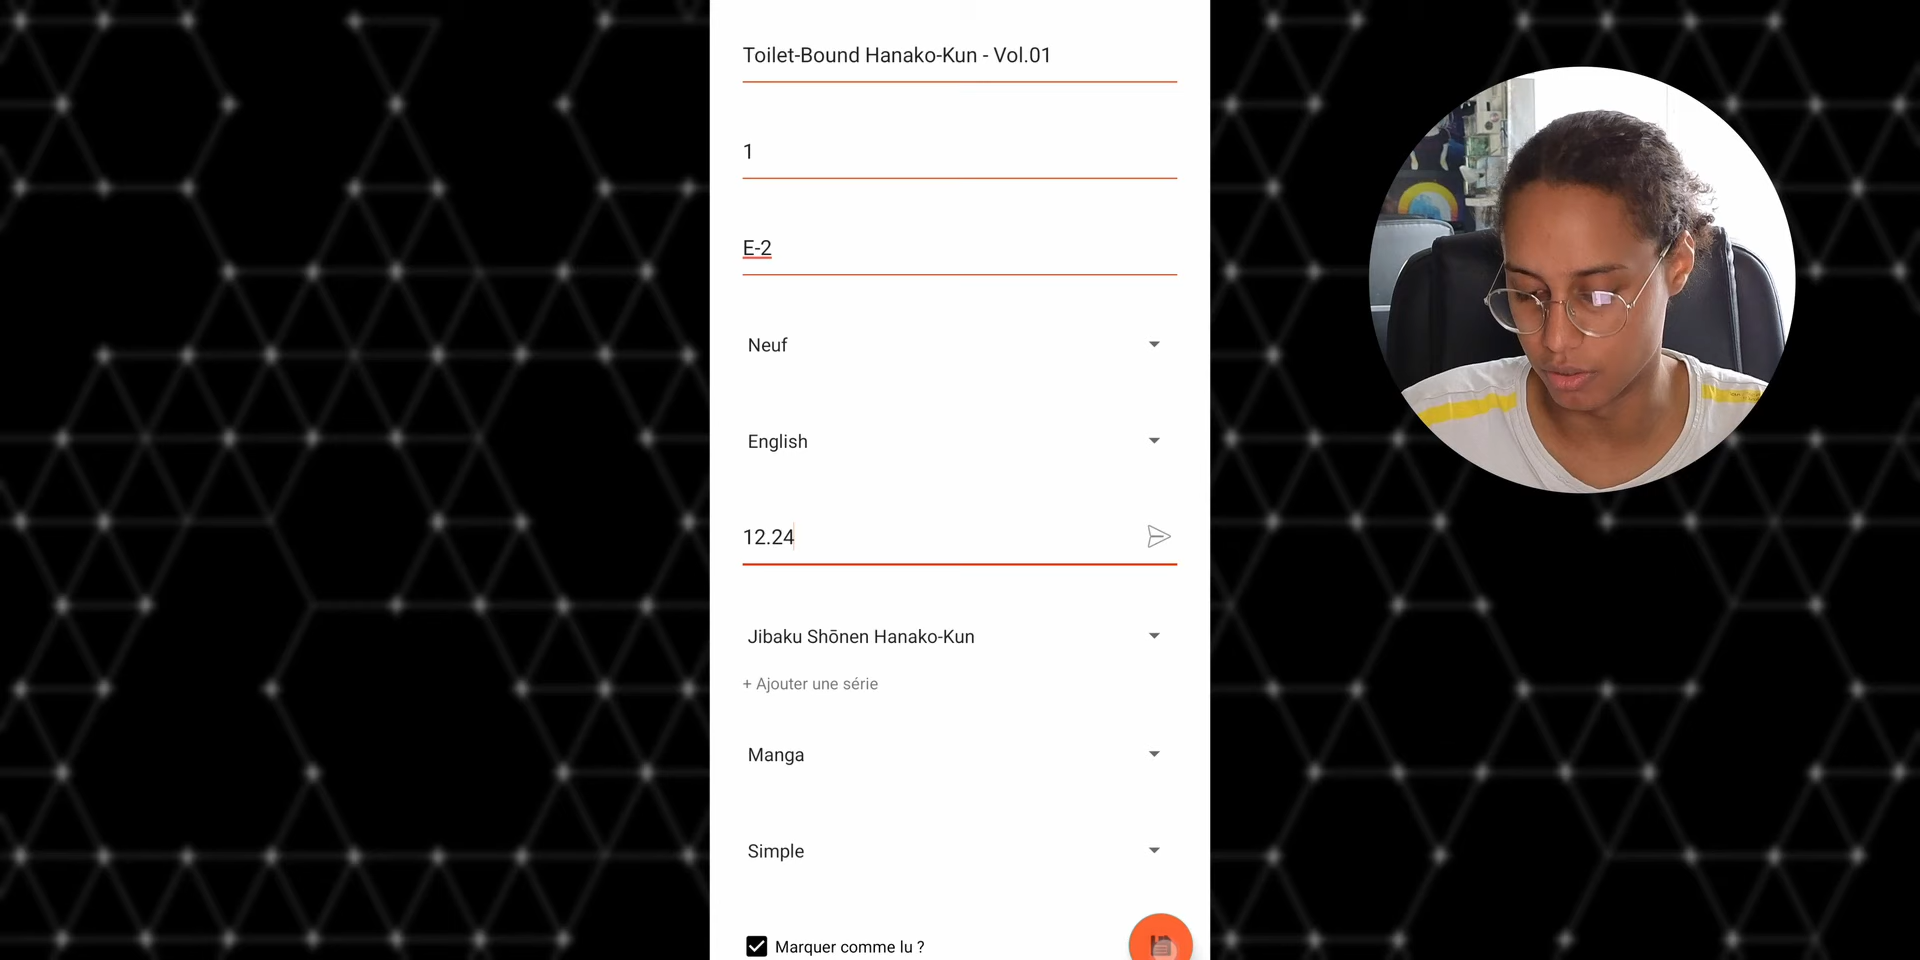 Toilet-Bound Hanako-Kun - Vol.01
1
E-2
Neuf
English
12.24
Jibaku Shōnen Hanako-Kun
+ Ajouter une série
Manga
Simple
Marquer comme lu ?